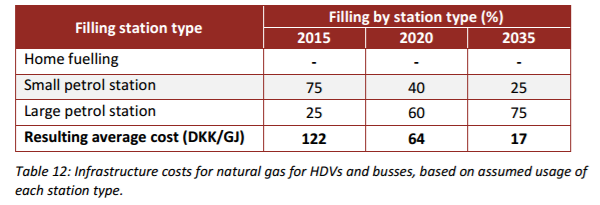 Filling station type
Filling by station type (%)
2015 2020 2035
Home fuelling - - -
Small petrol station 75 40 25
Large petrol station 25 60 75
Resulting average cost (DKK/GJ) 122 64 17
Table 12: Infrastructure costs for natural gas for HDVs and busses, based on assumed usage of
each station type.